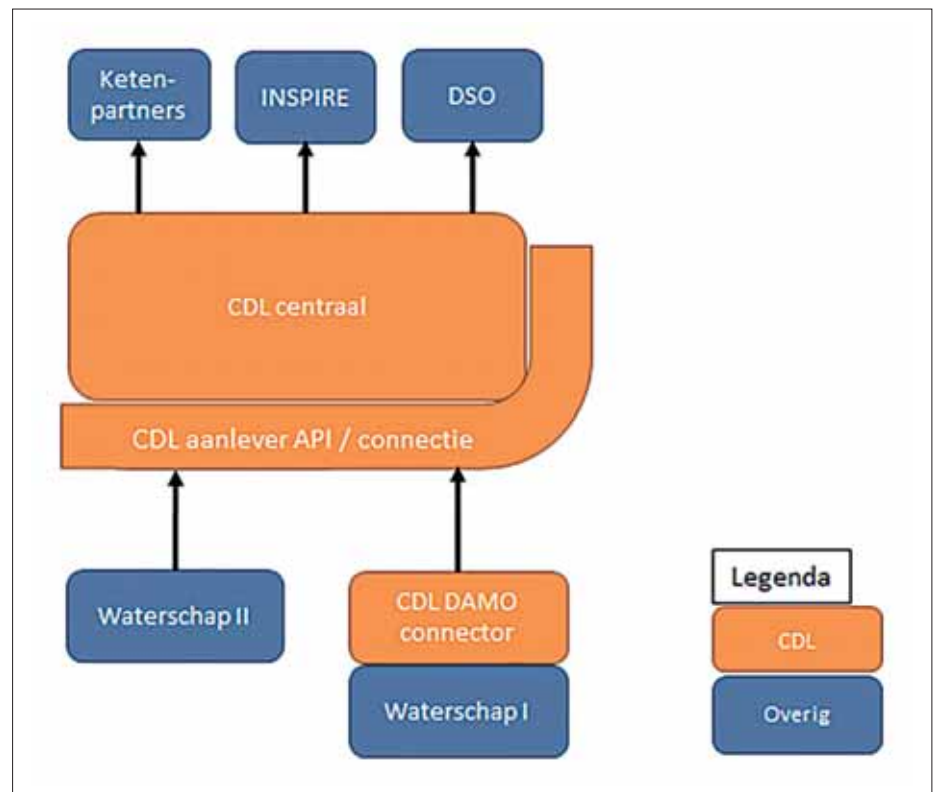 Keten-
partners
INSPIRE
DSO
CDL centraal
CDL aanlever API / connectie
Waterschap II
CDL DAMO
connector
Waterschap I
Legenda
CDL
Overig